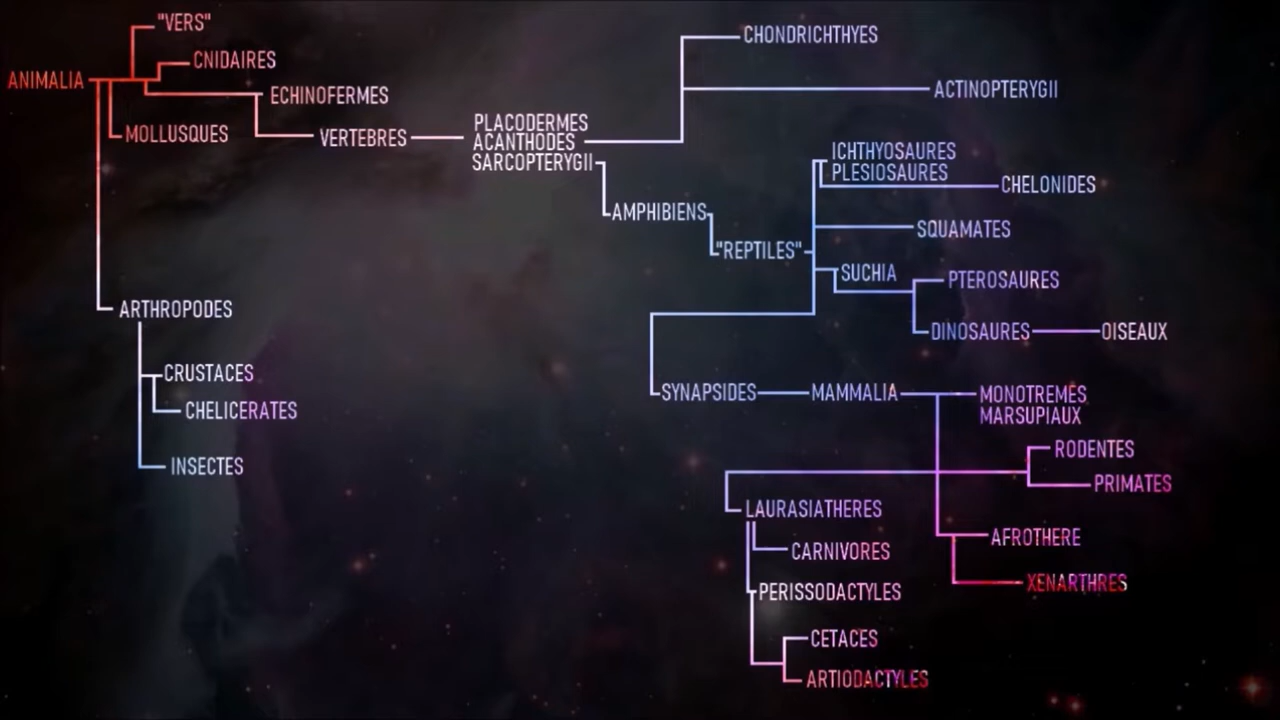 "VERS"
CNIDAIRES
ANIMALIA
ECHINOFERMES
MOLLUSQUES
VERTEBRES
PLACODERMES
ACANTHODES
SARCOPTERYGII
CHONDRICHTHYES
ACTINOPTERYGII
AMPHIBIENS
"REPTILES"
ICHTHYOSAURES
PLESIOSAURES
CHELONIDES
SQUAMATES
SUCHIA
PTEROSAURES
DINOSAURES
OISEAUX
ARTHROPODES
CRUSTACES
CHELICERATES
INSECTES
SYNAPSIDES
MAMMALIA
MONOTREMES
MARSUPIAUX
RODENTES
PRIMATES
LAURASIATHERES
CARNIVORES
PERISSODACTYLES
CETACES
ARTIODACTYLES
AFROTHERE
XENARTHRES